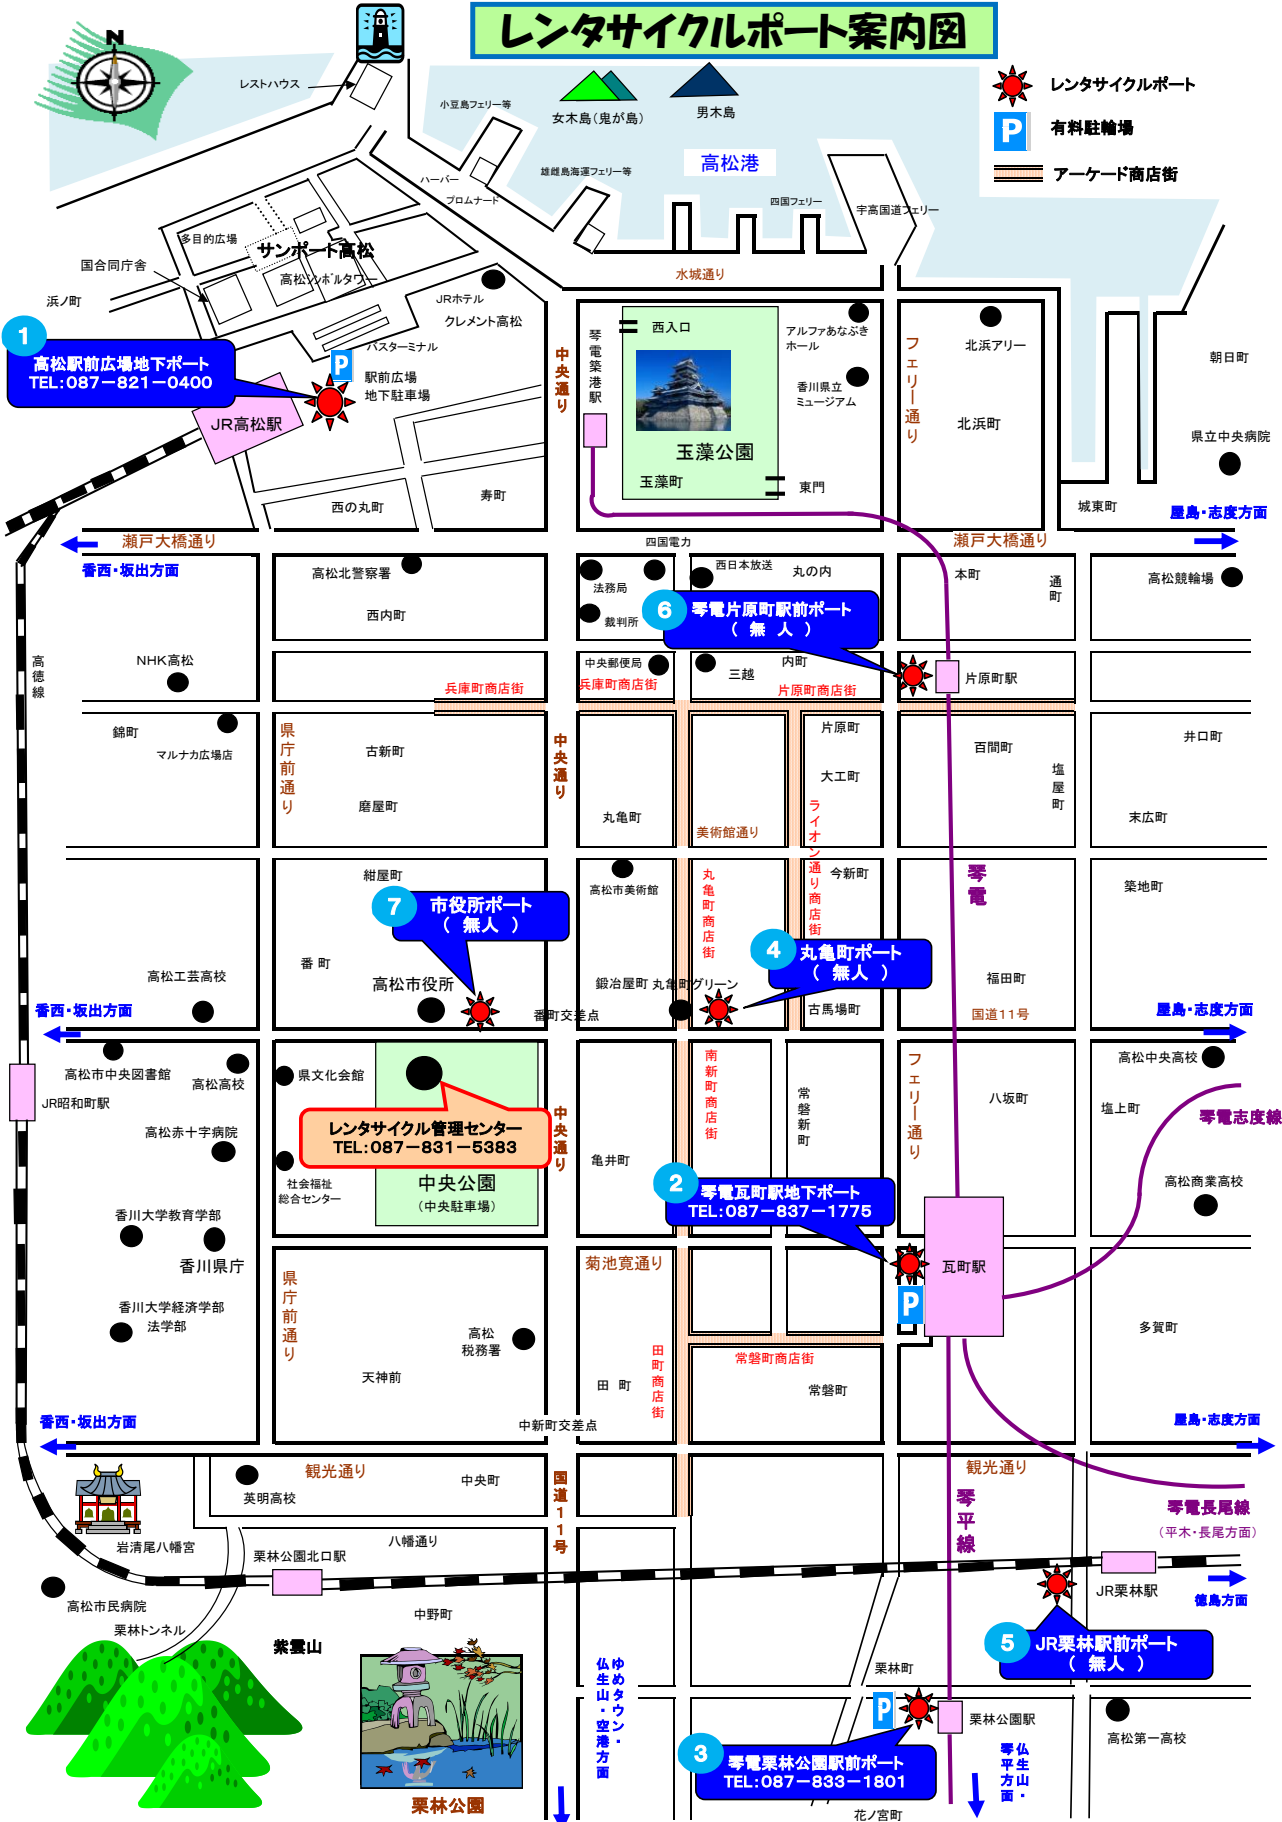 レンタサイクルポート案内図
N
レストハウス
小豆島フェリー等
女木島(鬼が島)
男木島
レンタサイクルポート
P
有料駐輪場
アーケード商店街
高松港
雄雌島海運フェリー等
ハーバー
プロムナード
四国フェリー
宇高国道フェリー
多目的広場
サンポート高松
国合同庁舎
高松シンボルタワー
浜ノ町
JRホテル
クレメント高松
水城通り
バスターミナル
1
高松駅前広場地下ポート
TEL:087-821-0400
P
駅前広場
地下駐車場
JR高松駅
中央通り
琴電築港駅
西入口
玉藻公園
玉藻町
東門
アルファあなぶき
ホール
香川県立
ミュージアム
フェリー通り
北浜アリー
北浜町
朝日町
県立中央病院
城東町
屋島・志度方面
寿町
西の丸町
瀬戸大橋通り
香西・坂出方面
四国電力
瀬戸大橋通り
高松北警察署
法務局
西日本放送
丸の内
本町
通町
高松競輪場
西内町
裁判所
6
琴電片原町駅前ポート
( 無 人 )
高徳線
NHK高松
中央郵便局
三越
内町
片原町駅
兵庫町商店街
兵庫町商店街
片原町商店街
錦町
マルナカ広場店
県庁前通り
古新町
磨屋町
中央通り
丸亀町
片原町
大工町
百間町
塩屋町
井口町
末広町
美術館通り
ライオン通り商店街
紺屋町
高松市美術館
丸亀町商店街
今新町
琴電
築地町
7
市役所ポート
( 無人 )
番 町
高松工芸高校
高松市役所
鍛冶屋町
丸亀町グリーン
4
丸亀町ポート
( 無人 )
福田町
古馬場町
国道11号
香西・坂出方面
番町交差点
屋島・志度方面
高松市中央図書館
高松高校
県文化会館
JR昭和町駅
高松赤十字病院
レンタサイクル管理センター
TEL:087-831-5383
中央通り
亀井町
南新町商店街
常磐新町
フェリー通り
八坂町
塩上町
高松中央高校
琴電志度線
社会福祉
総合センター
中央公園
(中央駐車場)
2
琴電瓦町駅地下ポート
TEL:087-837-1775
高松商業高校
香川大学教育学部
香川県庁
菊池寛通り
瓦町駅
P
香川大学経済学部
法学部
県庁前通り
高松
税務署
天神前
田 町
田町商店街
常磐町商店街
常磐町
多賀町
香西・坂出方面
中新町交差点
屋島・志度方面
観光通り
英明高校
中央町
国道11号
観光通り
琴平線
琴電長尾線
(平木・長尾方面)
岩清尾八幡宮
八幡通り
栗林公園北口駅
JR栗林駅
徳島方面
高松市民病院
栗林トンネル
中野町
紫雲山
5
JR栗林駅前ポート
( 無人 )
ゆめタウン・
仏生山・空港方面
栗林町
P
栗林公園駅
高松第一高校
3
琴電栗林公園駅前ポート
TEL:087-833-1801
仏生山・
琴平方面
栗林公園
花ノ宮町